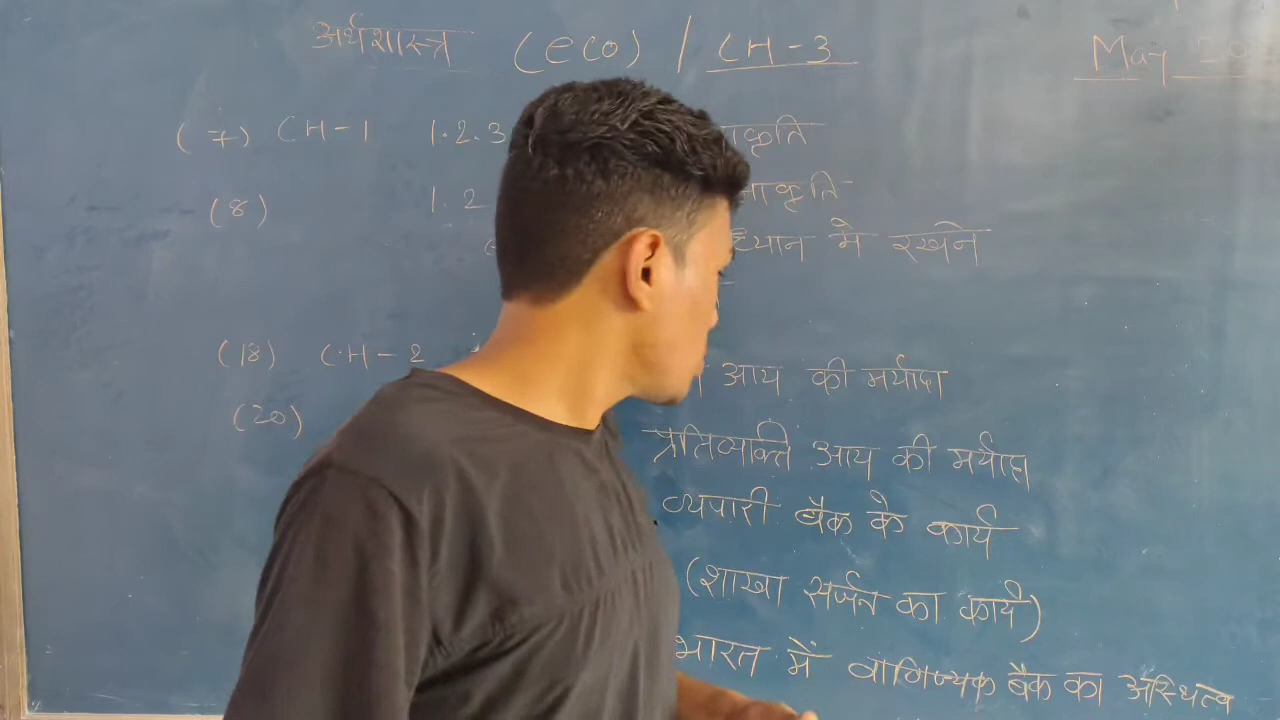 अर्थशास्त्र (eco) / CH-3 May 20
(7) CH-1 1.2.3 ाकृति
(8) 1.2 नाकृति
ध्यान मे रखने
(18) CH-2 आय की मर्यादा
(20)
प्रतिव्यक्ति आय की मर्यादा
व्यपारी बैंक के कार्य
(शाखा सर्जन का कार्य)
भारत में वाणिज्यक बैंक का अस्थित्व